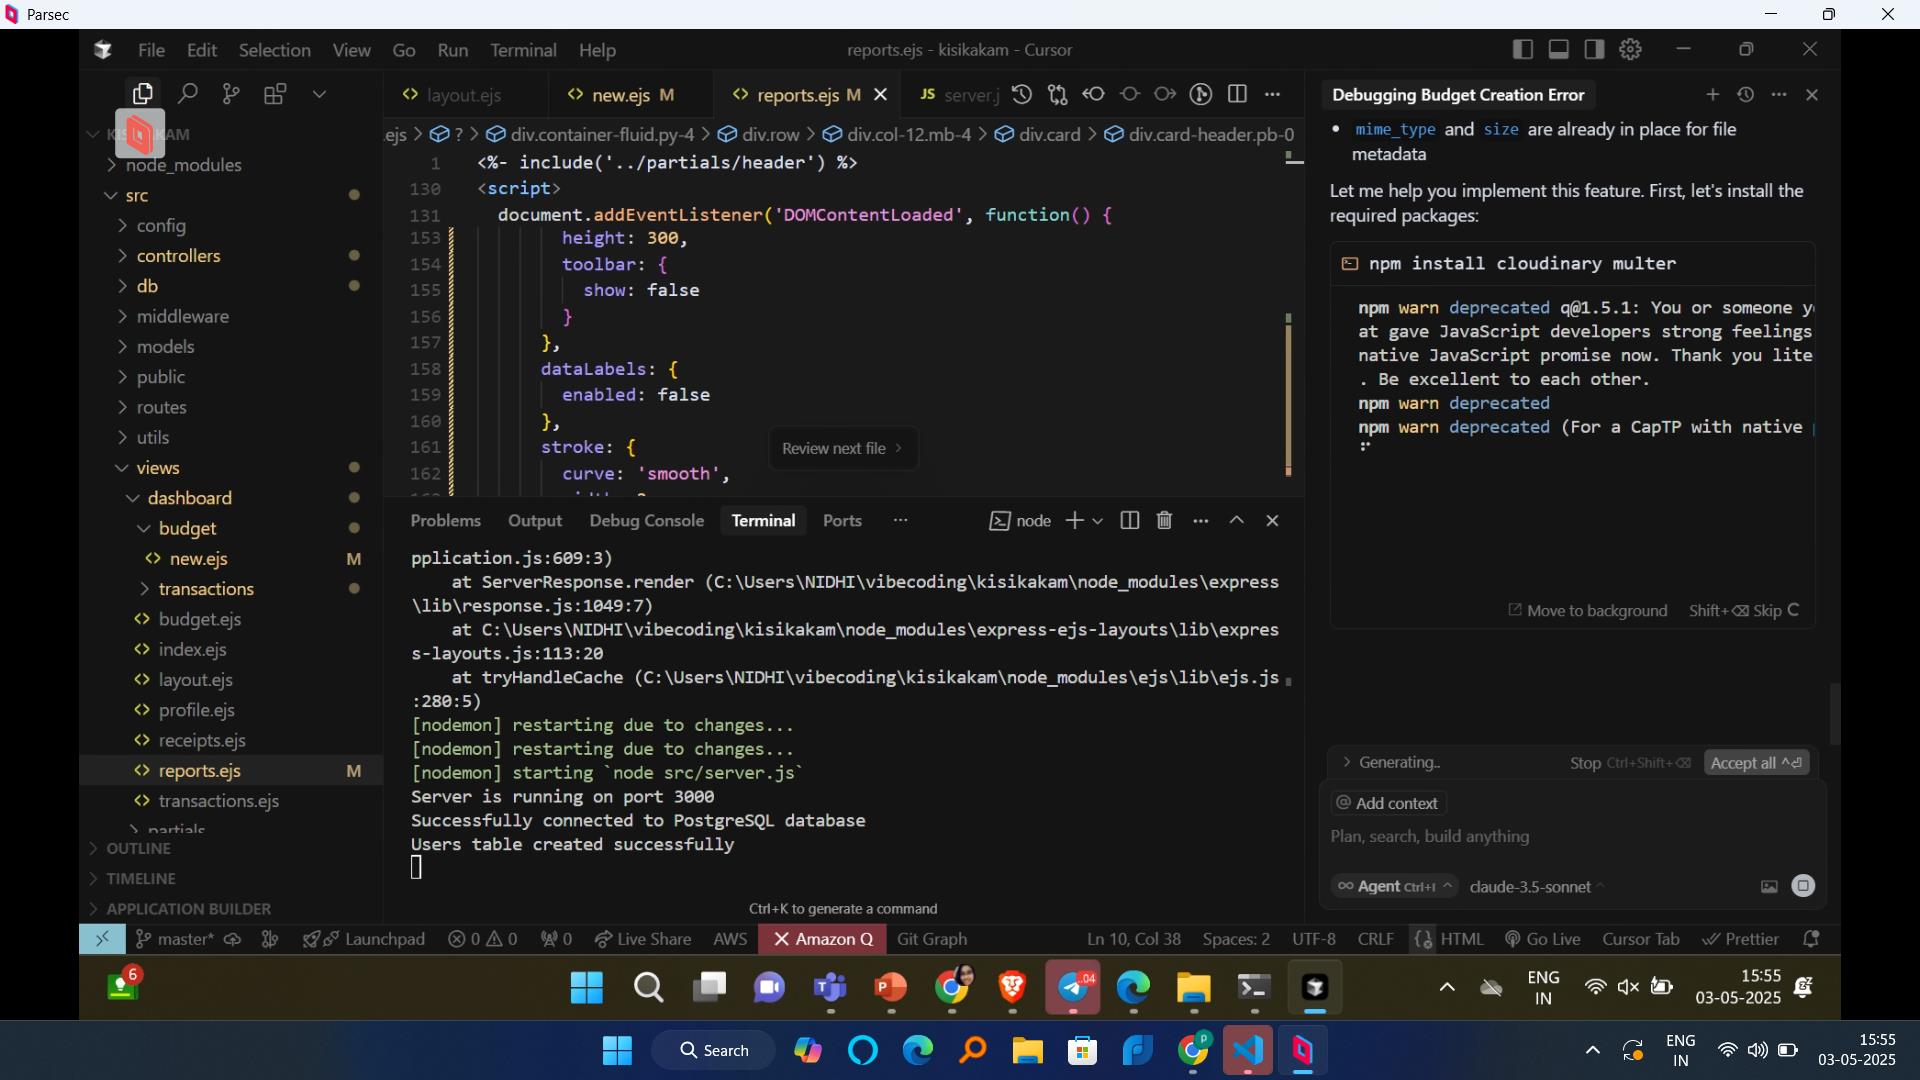 Parsec
File Edit Selection View Go Run Terminal Help
reports.ejs - kisikakam - Cursor
layout.ejs
new.ejs M
reports.ejs M
JS server.j
.ejs > ? > div.container-fluid.py-4 > div.row > div.col-12.mb-4 > div.card > div.card-header.pb-0
node_modules
src
config
controllers
db
middleware
models
public
routes
utils
views
dashboard
budget
new.ejs M
transactions
budget.ejs
index.ejs
layout.ejs
profile.ejs
receipts.ejs
reports.ejs M
transactions.ejs
partials
OUTLINE
TIMELINE
APPLICATION BUILDER
1 <%- include('../partials/header') %>
130 <script>
131 document.addEventListener('DOMContentLoaded', function() {
153 height: 300,
154 toolbar: {
155 show: false
156 }
157 },
158 dataLabels: {
159 enabled: false
160 },
161 stroke: {
162 curve: 'smooth',
Review next file >
Problems Output Debug Console Terminal Ports ... node
pplication.js:609:3)
at ServerResponse.render (C:\Users\NIDHI\vibecoding\kisikakam\node_modules\express
\lib\response.js:1049:7)
at C:\Users\NIDHI\vibecoding\kisikakam\node_modules\express-ejs-layouts\lib\expres
s-layouts.js:113:20
at tryHandleCache (C:\Users\NIDHI\vibecoding\kisikakam\node_modules\ejs\lib\ejs.js
:280:5)
[nodemon] restarting due to changes...
[nodemon] restarting due to changes...
[nodemon] starting `node src/server.js`
Server is running on port 3000
Successfully connected to PostgreSQL database
Users table created successfully
Ctrl+K to generate a command
Debugging Budget Creation Error
• mime_type and size are already in place for file
metadata
Let me help you implement this feature. First, let's install the
required packages:
npm install cloudinary multer
npm warn deprecated q@1.5.1: You or someone y
at gave JavaScript developers strong feelings
native JavaScript promise now. Thank you lite
. Be excellent to each other.
npm warn deprecated
npm warn deprecated (For a CapTP with native
Move to background Shift+⌫ Skip
> Generating.. Stop Ctrl+Shift+⌫ Accept all ^⏎
@ Add context
Plan, search, build anything
∞ Agent Ctrl+I claude-3.5-sonnet
master* Launchpad 0 0 0 Live Share AWS Amazon Q Git Graph Ln 10, Col 38 Spaces: 2 UTF-8 CRLF HTML Go Live Cursor Tab Prettier
6
.04
ENG
IN
15:55
03-05-2025
Search
P
ENG
IN
15:55
03-05-2025